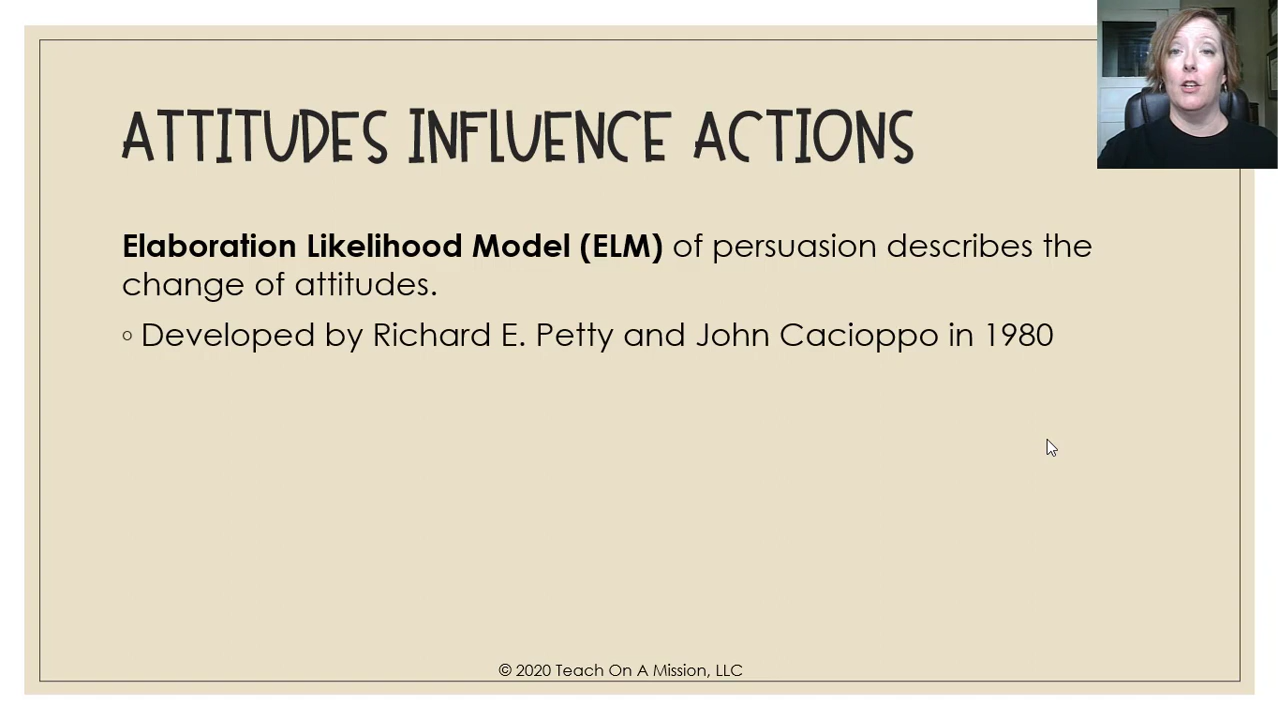 ATTITUDES INFLUENCE ACTIONS
Elaboration Likelihood Model (ELM) of persuasion describes the
change of attitudes.
◦ Developed by Richard E. Petty and John Cacioppo in 1980
© 2020 Teach On A Mission, LLC